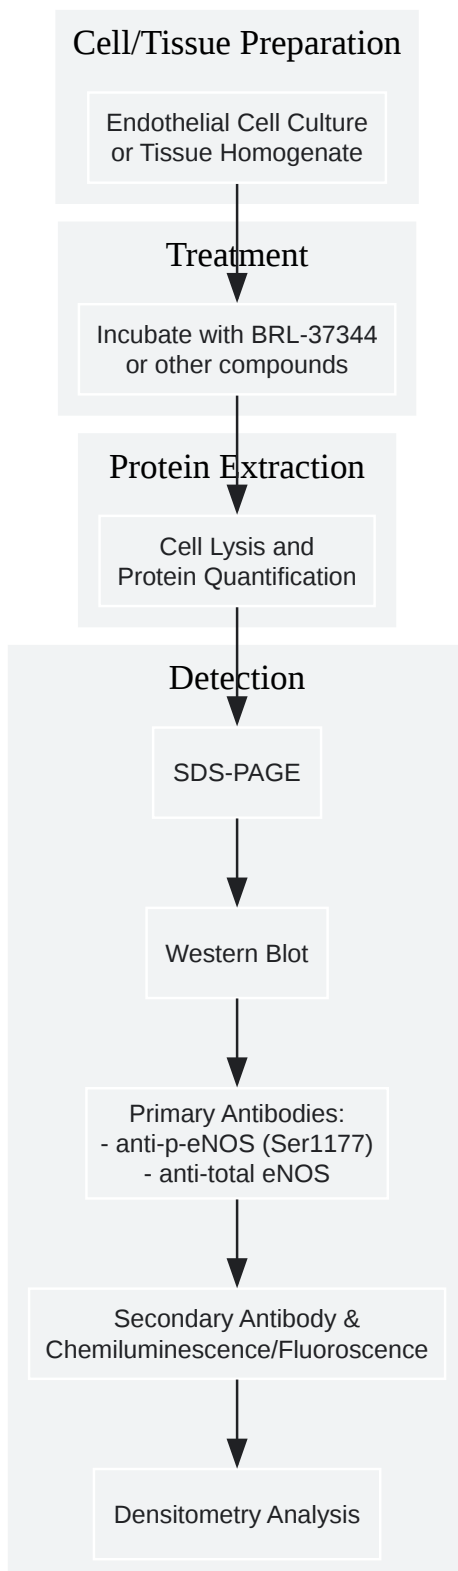 Cell/Tissue Preparation
Endothelial Cell Culture
or Tissue Homogenate
Treatment
Incubate with BRL-37344
or other compounds
Protein Extraction
Cell Lysis and
Protein Quantification
Detection
SDS-PAGE
Western Blot
Primary Antibodies:
- anti-p-eNOS (Ser1177)
- anti-total eNOS
Secondary Antibody &
Chemiluminescence/Fluoroscence
Densitometry Analysis